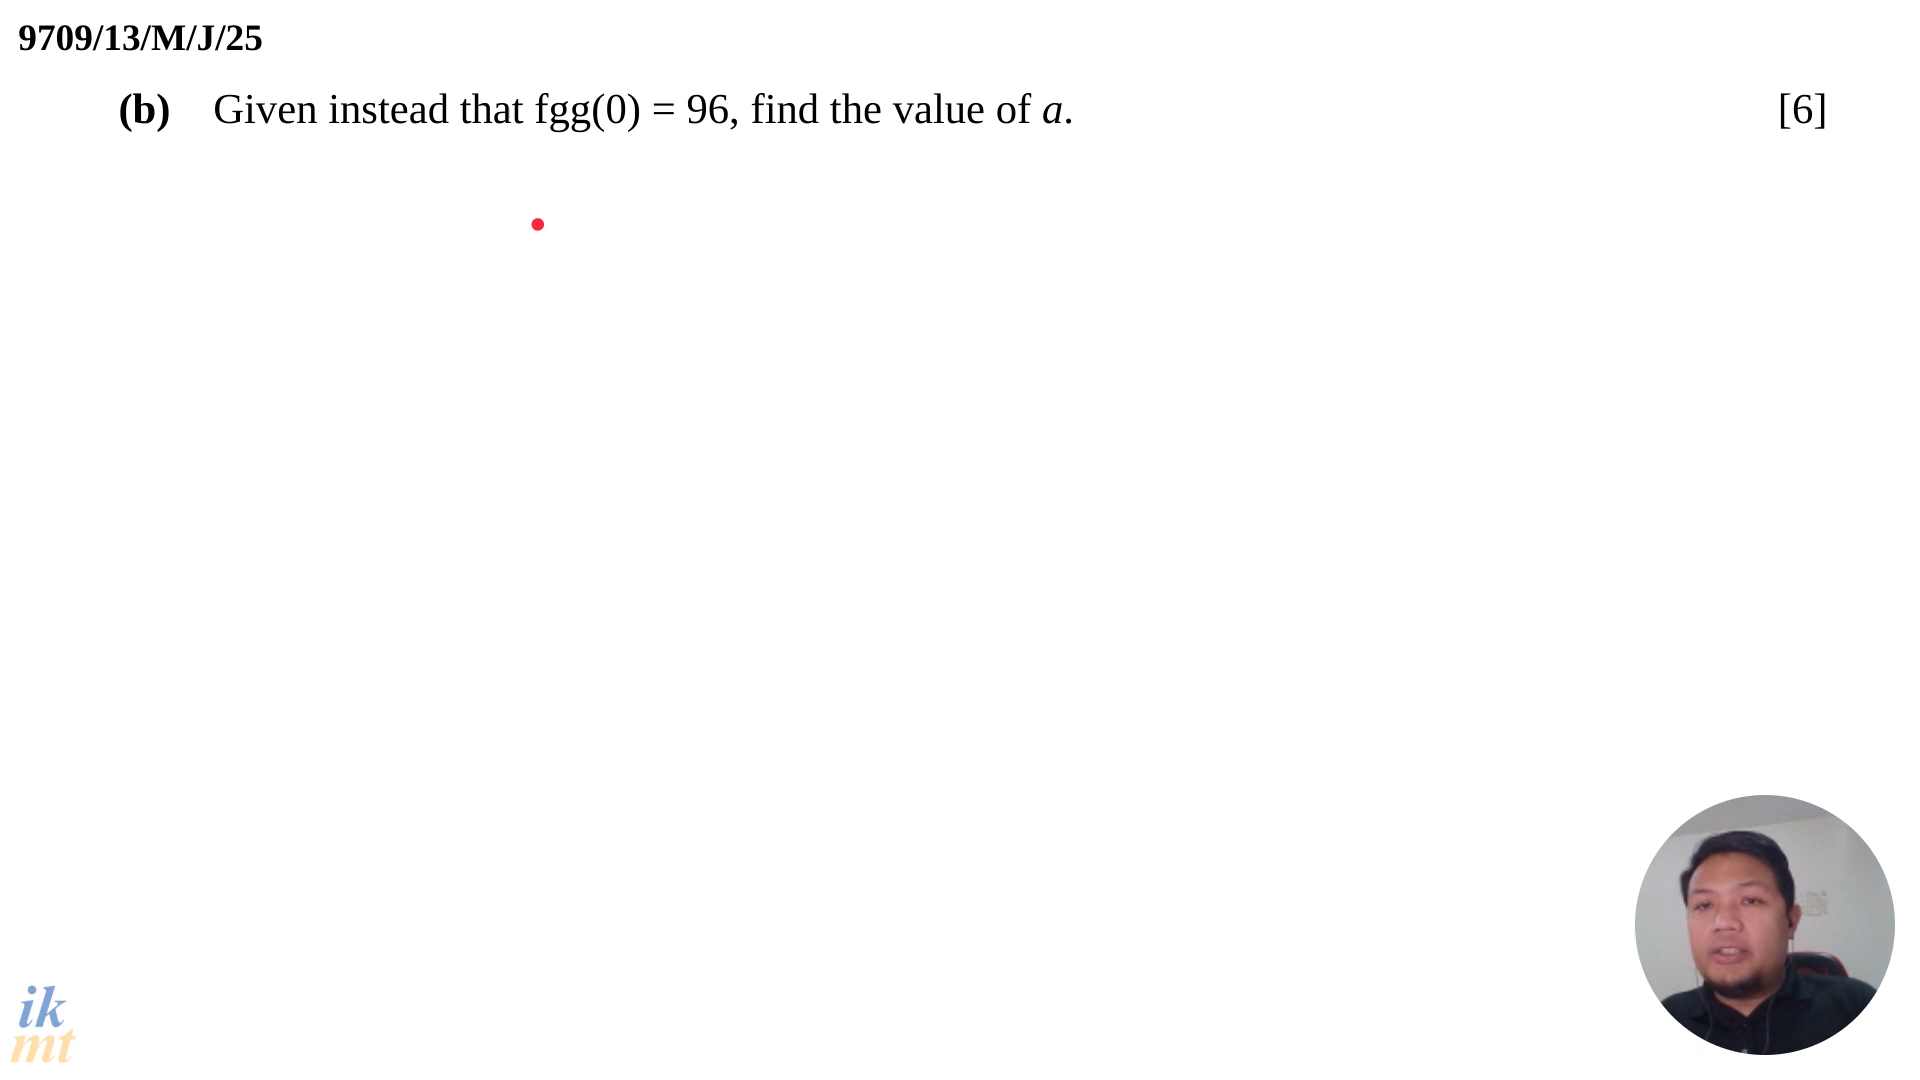 9709/13/M/J/25
(b) Given instead that fgg(0) = 96, find the value of a. [6]
ik
mt